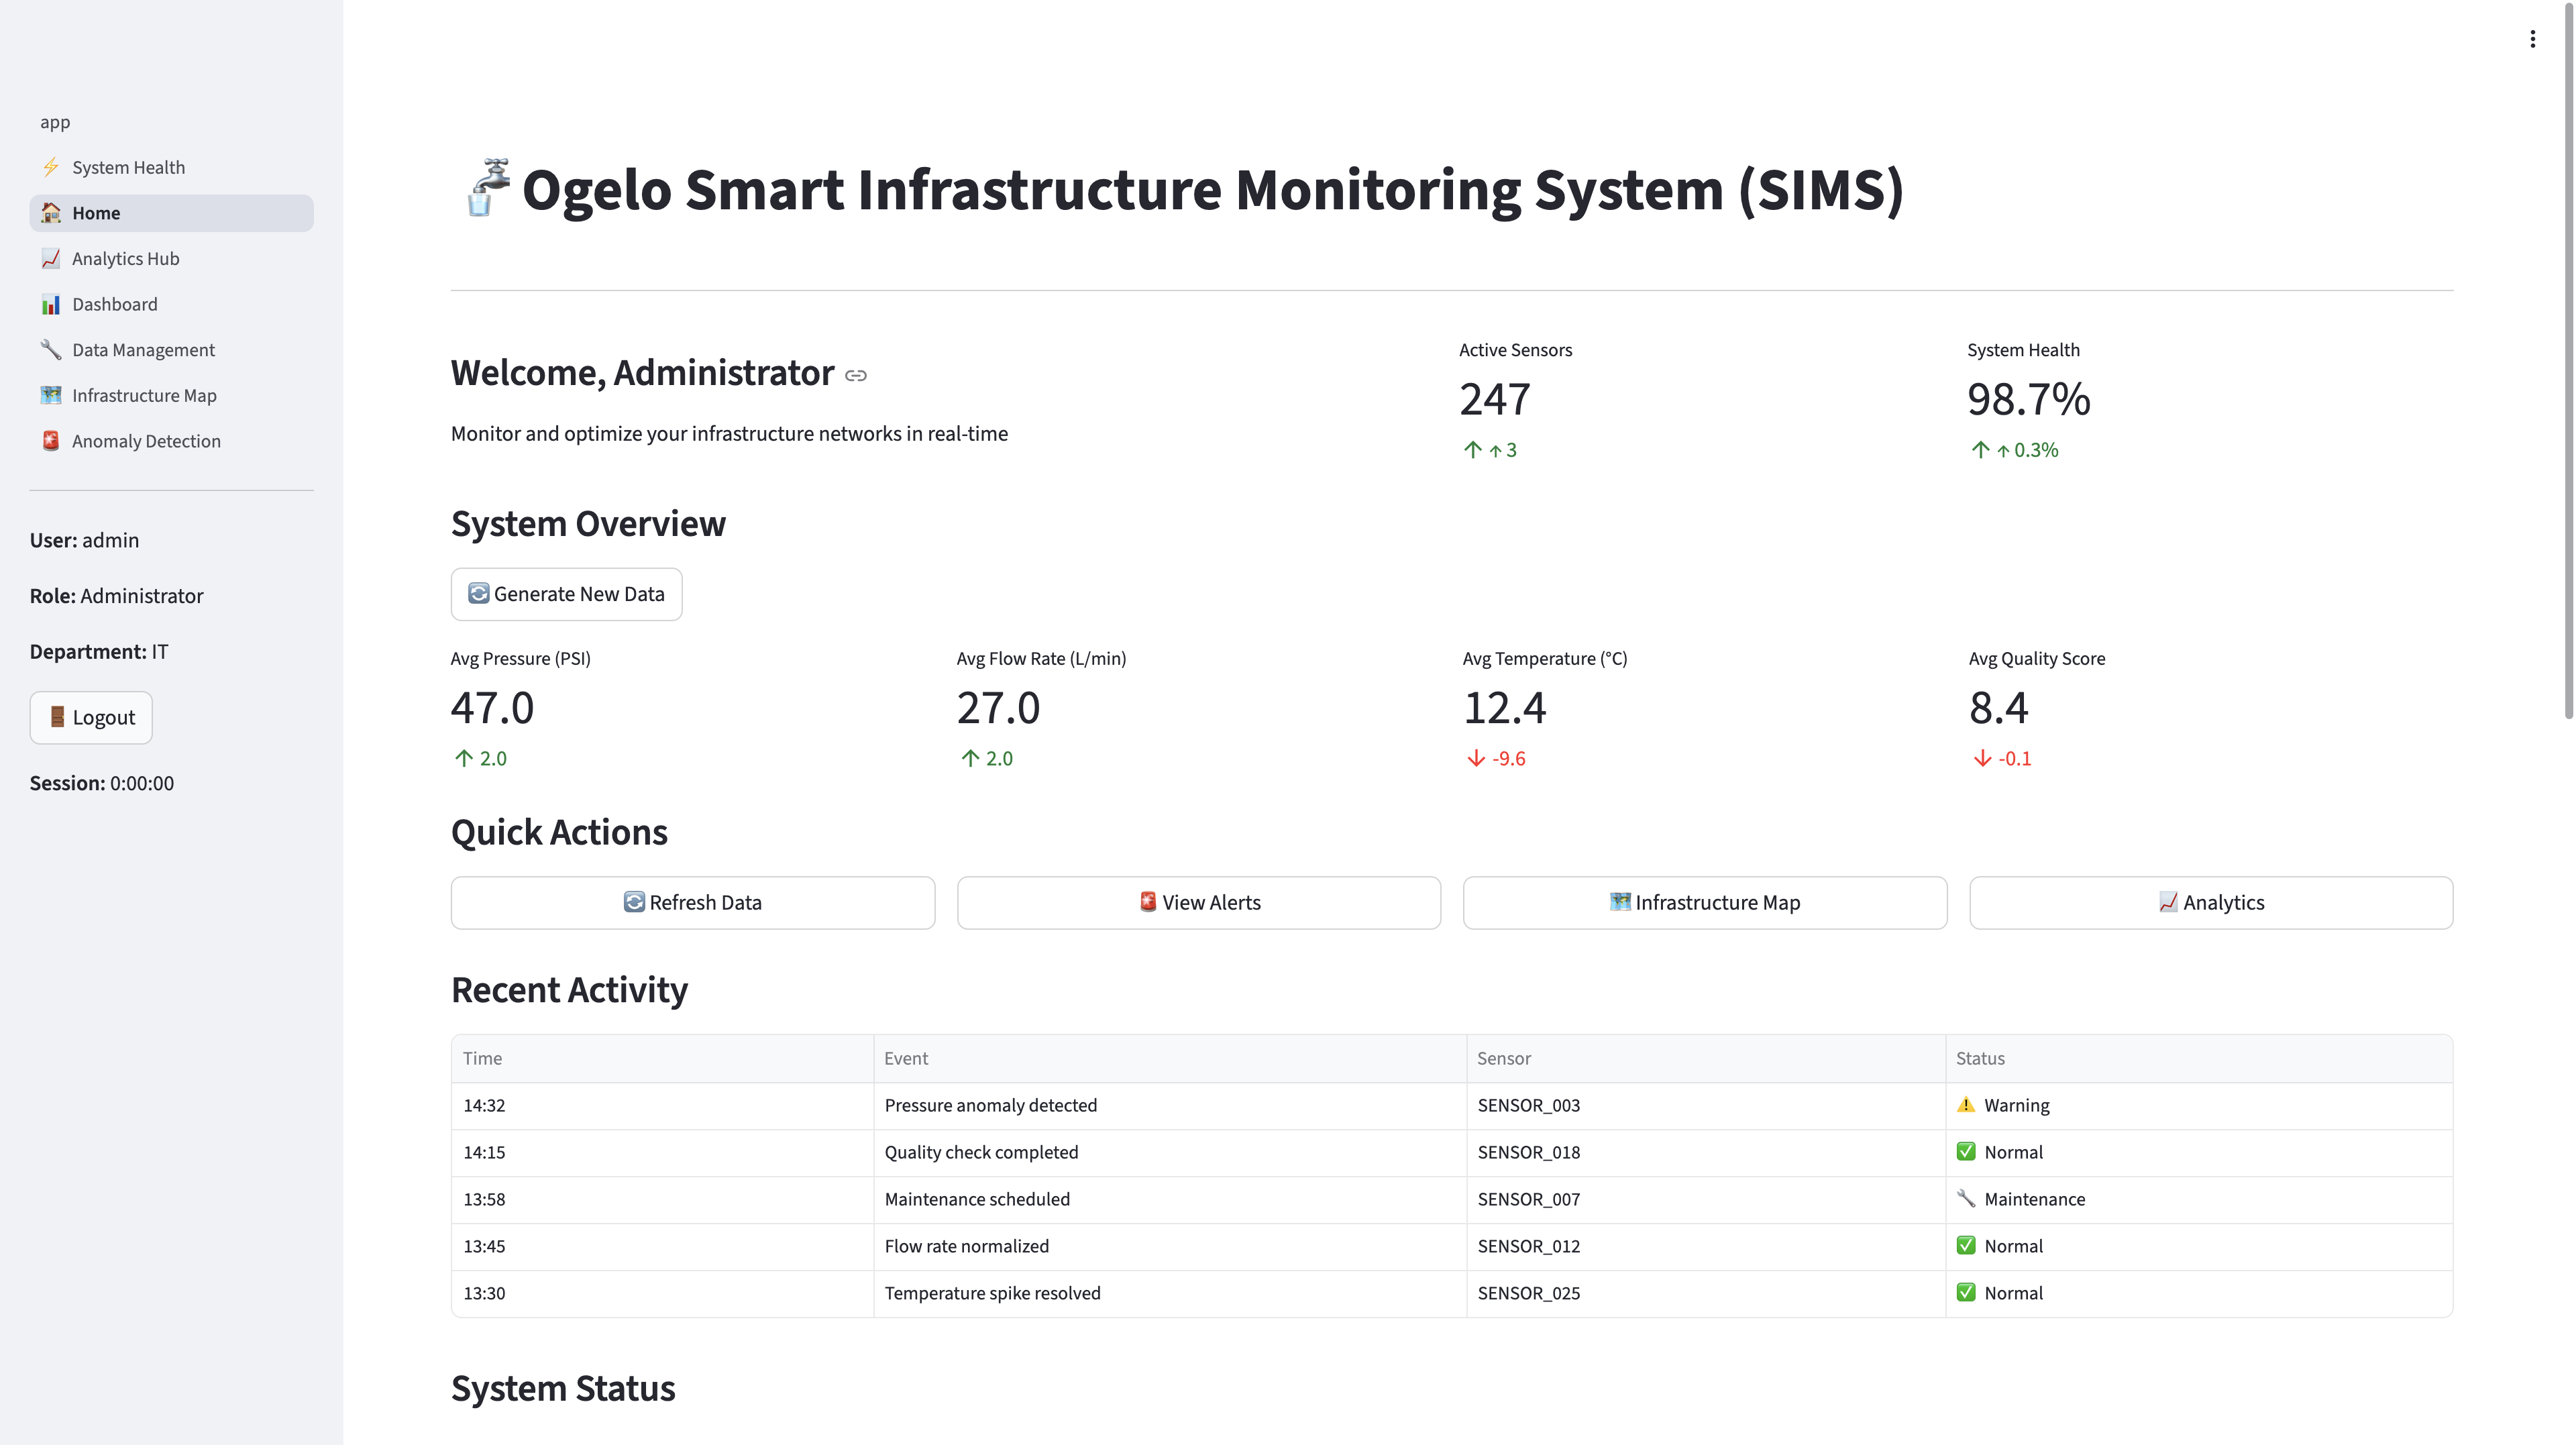 app
System Health
Home
Analytics Hub
Dashboard
Data Management
Infrastructure Map
Anomaly Detection
User: admin
Role: Administrator
Department: IT
Logout
Session: 0:00:00
Ogelo Smart Infrastructure Monitoring System (SIMS)
Welcome, Administrator
Monitor and optimize your infrastructure networks in real-time
Active Sensors
247
↑ ↑ 3
System Health
98.7%
↑ ↑ 0.3%
System Overview
Generate New Data
Avg Pressure (PSI)
47.0
↑ 2.0
Avg Flow Rate (L/min)
27.0
↑ 2.0
Avg Temperature (°C)
12.4
↓ -9.6
Avg Quality Score
8.4
↓ -0.1
Quick Actions
Refresh Data
View Alerts
Infrastructure Map
Analytics
Recent Activity
Time Event Sensor Status
14:32 Pressure anomaly detected SENSOR_003 Warning
14:15 Quality check completed SENSOR_018 Normal
13:58 Maintenance scheduled SENSOR_007 Maintenance
13:45 Flow rate normalized SENSOR_012 Normal
13:30 Temperature spike resolved SENSOR_025 Normal
System Status